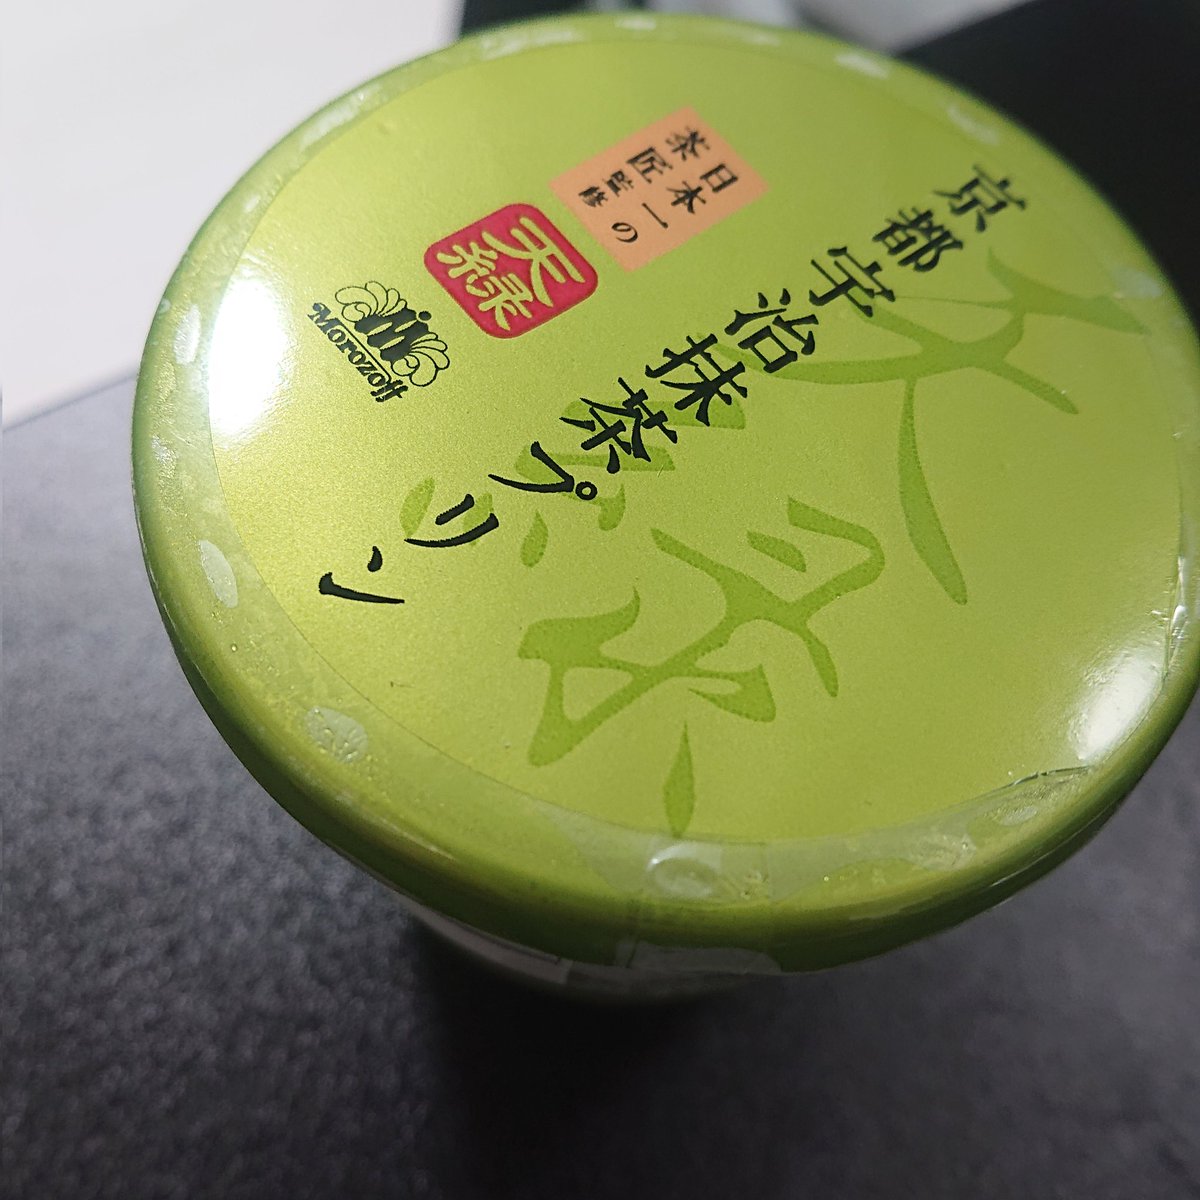 京都宇治抹茶プリン
日本一の
茶匠監修
天緑
Morozoff